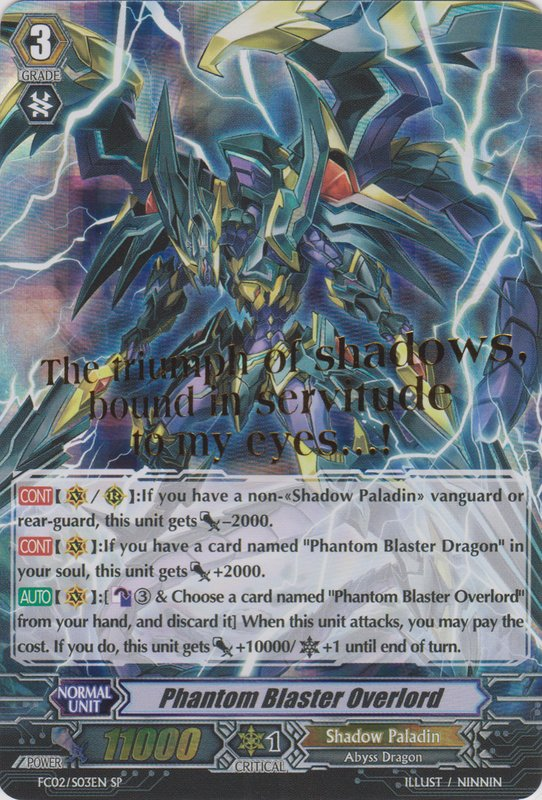 3
GRADE
The triumph of shadows,
bound in servitude
to my eyes...!
CONT【 V / R 】:If you have a non-«Shadow Paladin» vanguard or
rear-guard, this unit gets -2000.
CONT【 V 】:If you have a card named "Phantom Blaster Dragon" in
your soul, this unit gets +2000.
AUTO【 V 】:[ ③ & Choose a card named "Phantom Blaster Overlord"
from your hand, and discard it] When this unit attacks, you may pay the
cost. If you do, this unit gets +10000/ +1 until end of turn.
NORMAL
UNIT
Phantom Blaster Overlord
POWER
11000
1
CRITICAL
Shadow Paladin
Abyss Dragon
FC02/S03EN SP
ILLUST / NINNIN